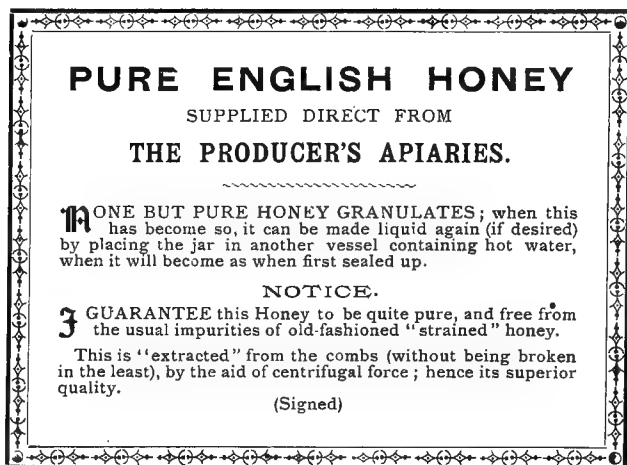 PURE ENGLISH HONEY
SUPPLIED DIRECT FROM
THE PRODUCER'S APIARIES.
NONE BUT PURE HONEY GRANULATES; when this
has become so, it can be made liquid again (if desired)
by placing the jar in another vessel containing hot water,
when it will become as when first sealed up.
NOTICE.
I GUARANTEE this Honey to be quite pure, and free from
the usual impurities of old-fashioned "strained" honey.
This is "extracted" from the combs (without being broken
in the least), by the aid of centrifugal force; hence its superior
quality.
(Signed)